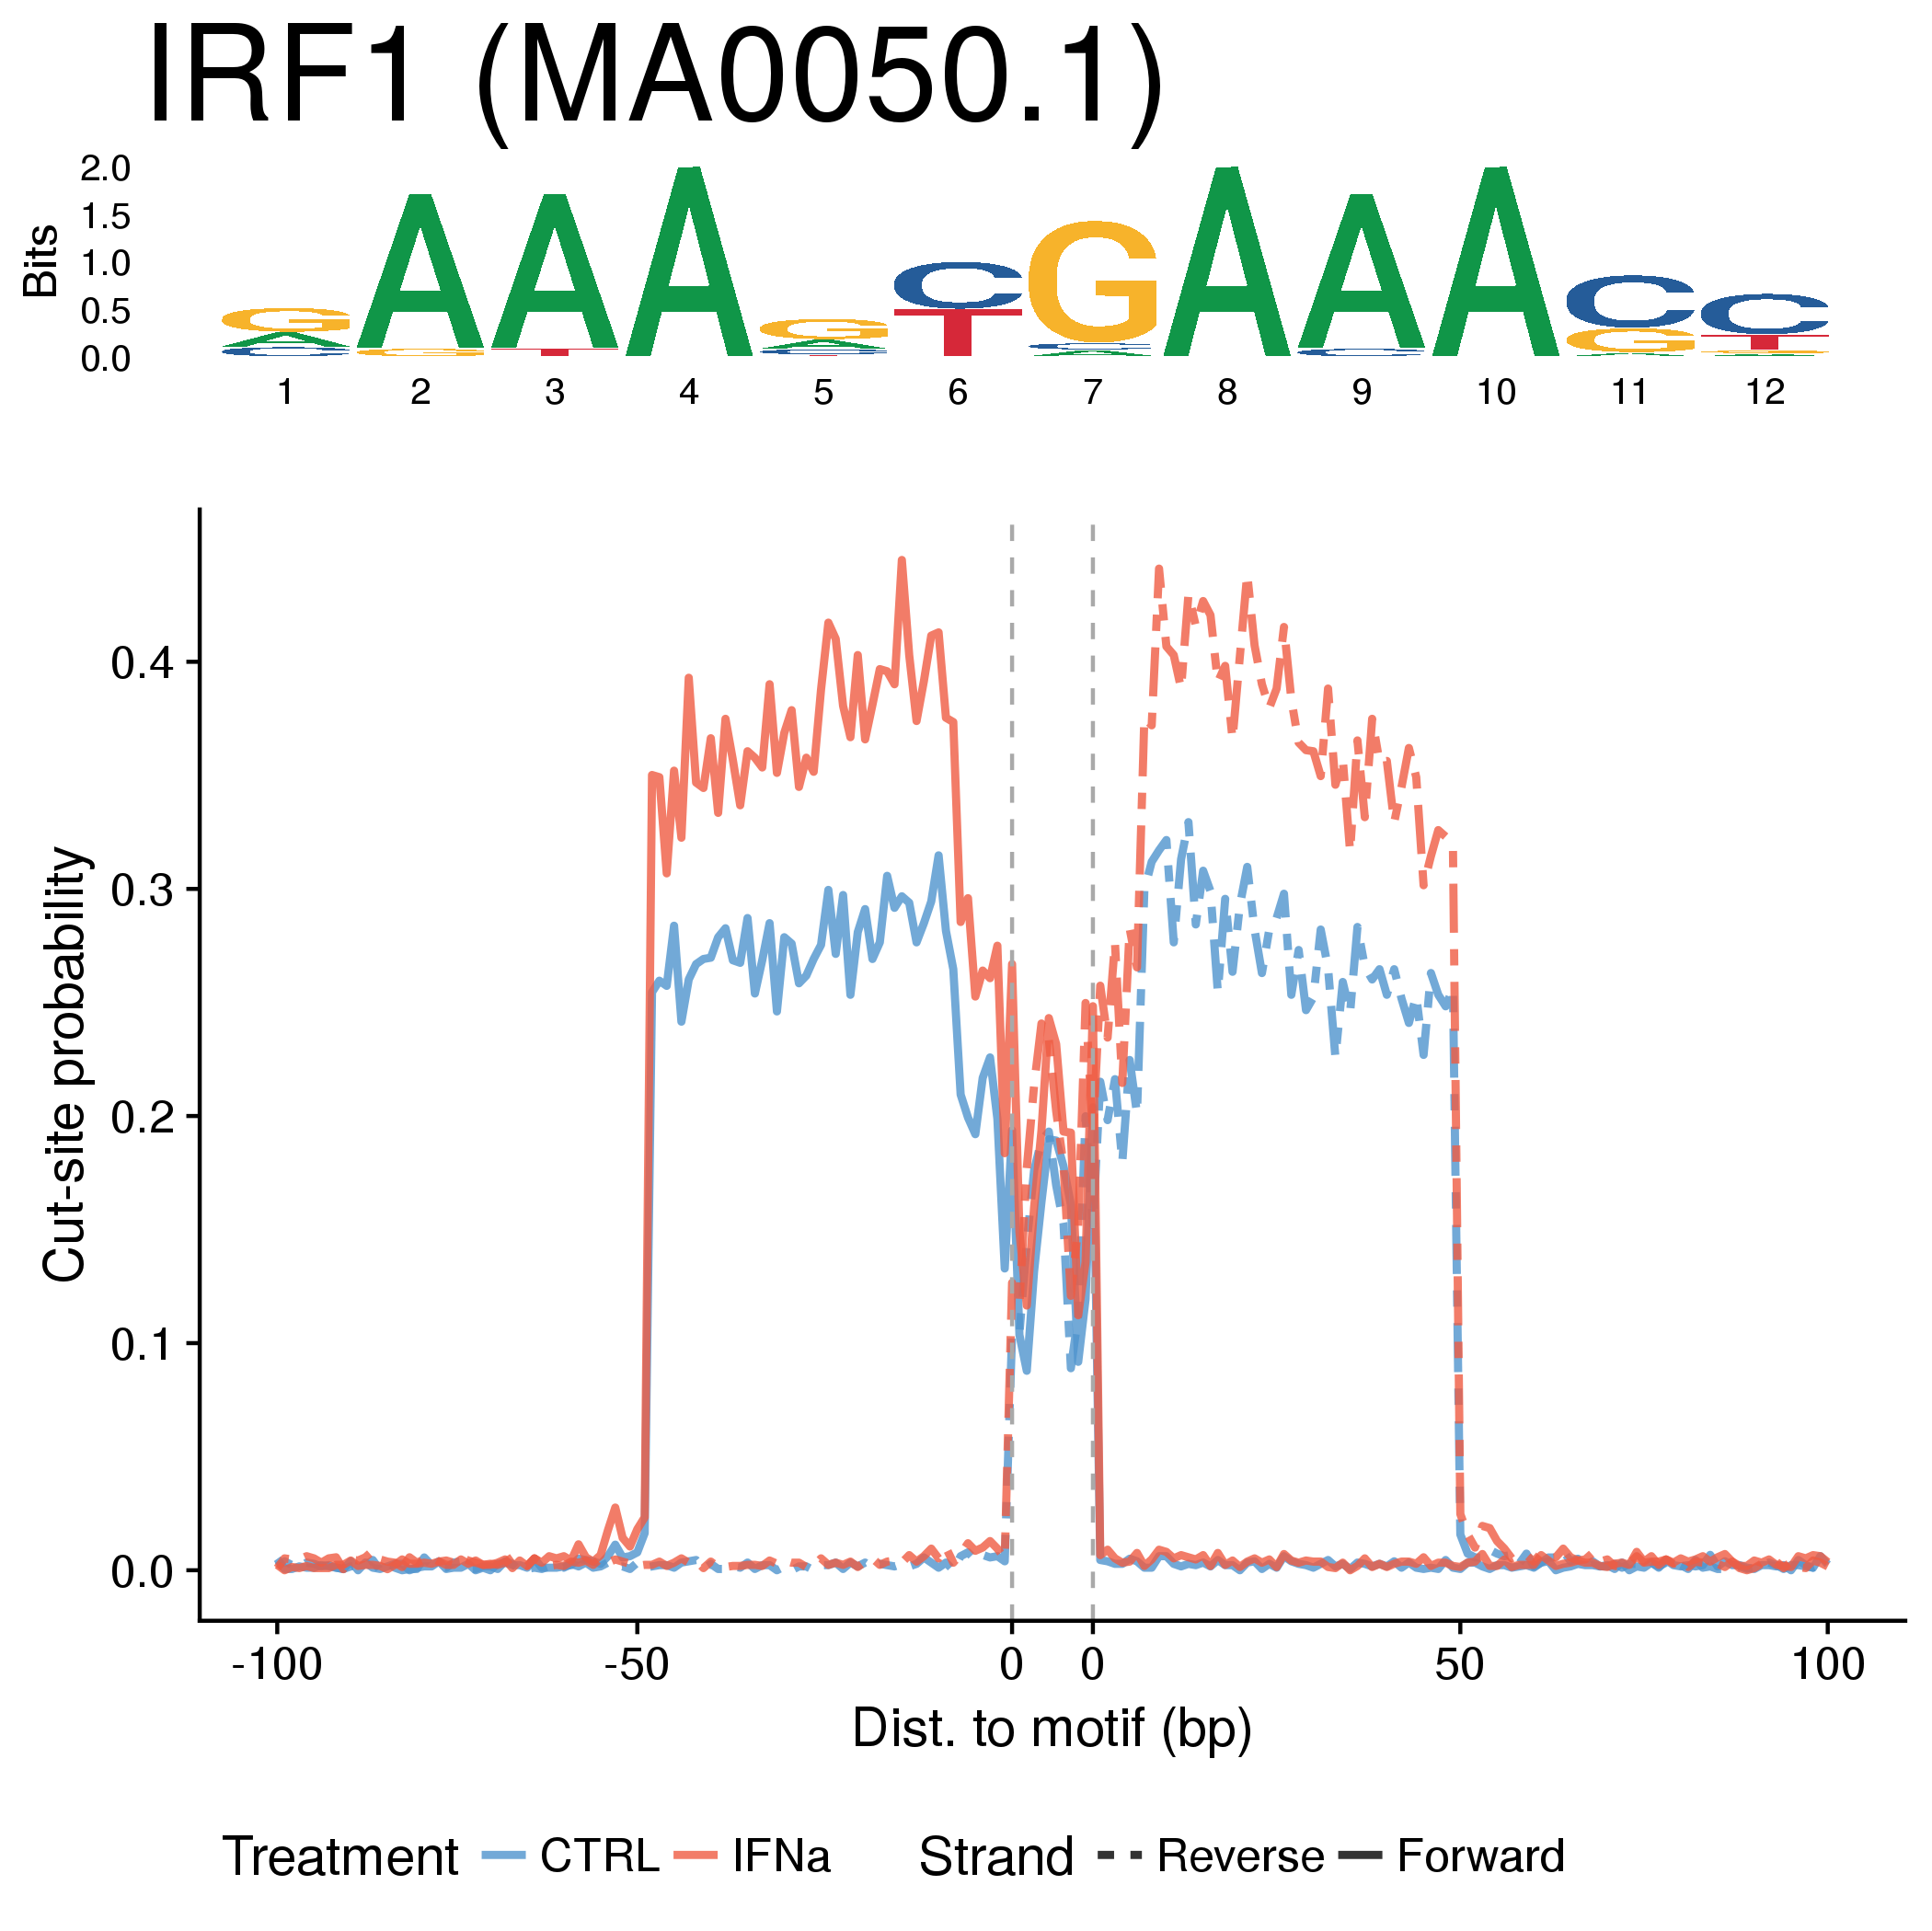 IRF1 (MA0050.1)
Bits
2.0
1.5
1.0
0.5
0.0
G A C
A G
A T
A
G A C
C T
G C A
A
A C
A
C G A
C T G A
1 2 3 4 5 6 7 8 9 10 11 12
Cut-site probability
0.4
0.3
0.2
0.1
0.0
-100 -50 0 0 50 100
Dist. to motif (bp)
Treatment CTRL IFNa Strand Reverse Forward